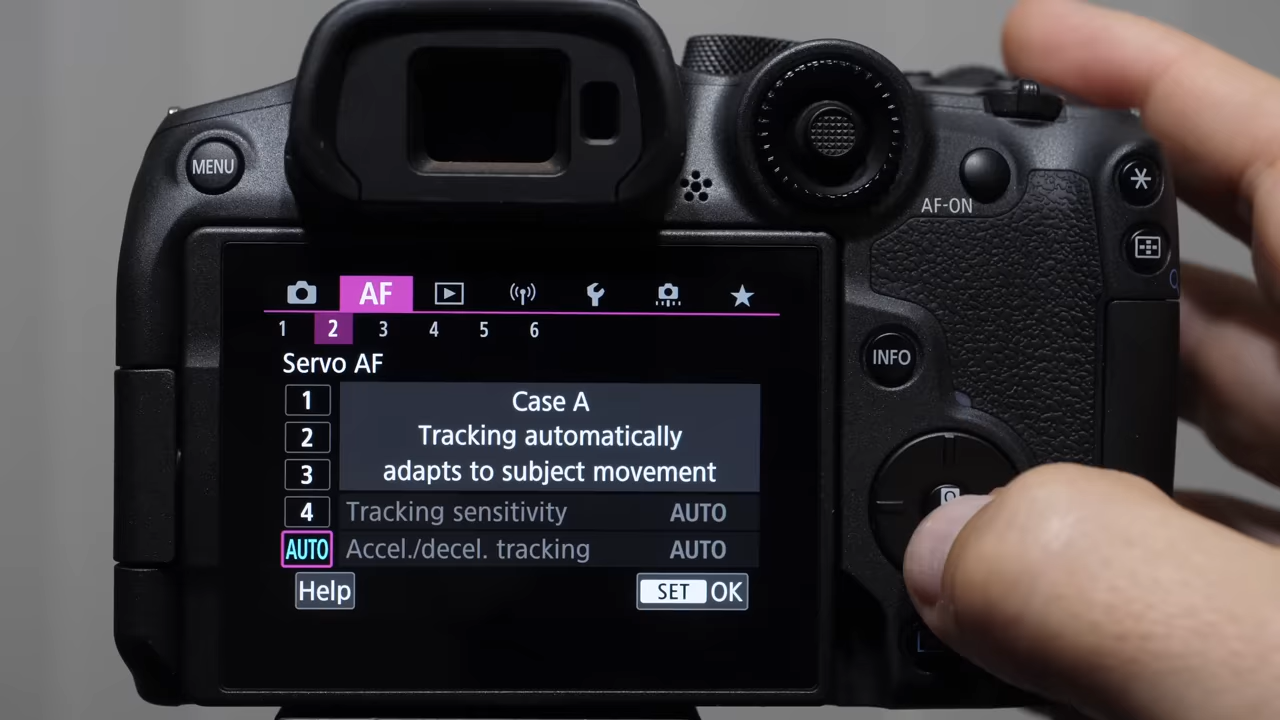 MENU
AF-ON
INFO
Q
AF
1 2 3 4 5 6
Servo AF
1
2
3
4
AUTO
Case A
Tracking automatically
adapts to subject movement
Tracking sensitivity AUTO
Accel./decel. tracking AUTO
Help
SET OK